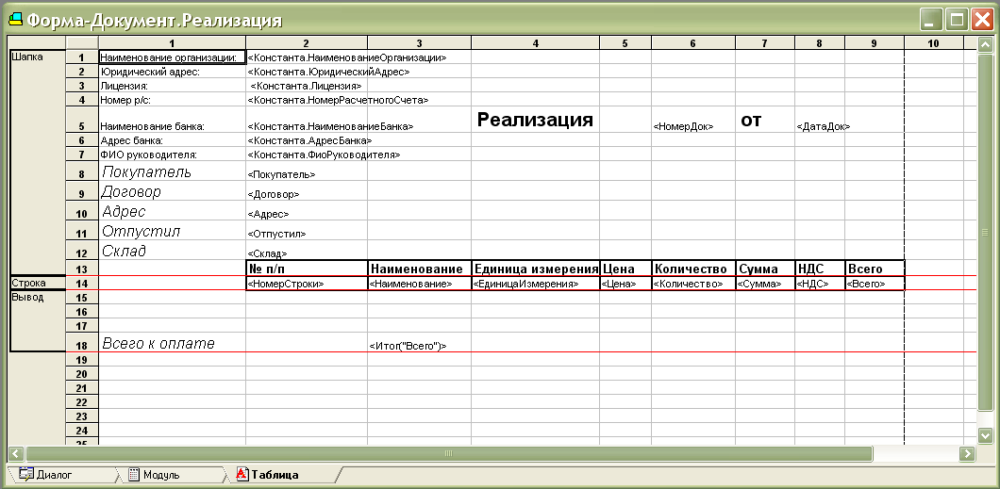 Форма-Документ.Реализация
1 2 3 4 5 6 7 8 9 10
Шапка 1 Наименование организации: <Константа.НаименованиеОрганизации>
2 Юридический адрес: <Константа.ЮридическийАдрес>
3 Лицензия: <Константа.Лицензия>
4 Номер р/с: <Константа.НомерРасчетногоСчета>
5 Наименование банка: <Константа.НаименованиеБанка> Реализация <НомерДок> от <ДатаДок>
6 Адрес банка: <Константа.АдресБанка>
7 ФИО руководителя: <Константа.ФиоРуководителя>
8 Покупатель <Покупатель>
9 Договор <Договор>
10 Адрес <Адрес>
11 Отпустил <Отпустил>
12 Склад <Склад>
13 № п/п Наименование Единица измерения Цена Количество Сумма НДС Всего
Строка 14 <НомерСтроки> <Наименование> <ЕдиницаИзмерения> <Цена> <Количество> <Сумма> <НДС> <Всего>
Вывод 15
16
17
18 Всего к оплате <Итог("Всего")>
19
20
21
22
23
24
25
Диалог Модуль Таблица